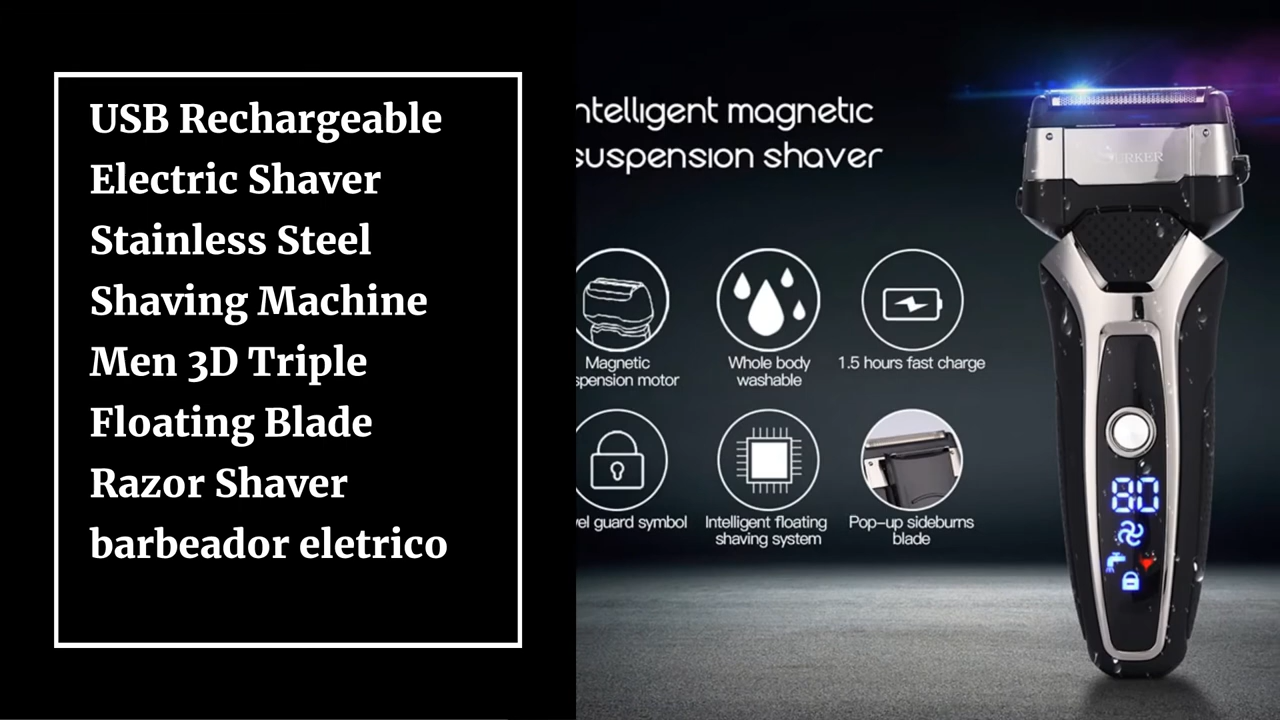 USB Rechargeable
Electric Shaver
Stainless Steel
Shaving Machine
Men 3D Triple
Floating Blade
Razor Shaver
barbeador eletrico
ntelligent magnetic
suspension shaver
URKER
Magnetic
spension motor
Whole body
washable
1.5 hours fast charge
vel guard symbol
Intelligent floating
shaving system
Pop-up sideburns
blade
80